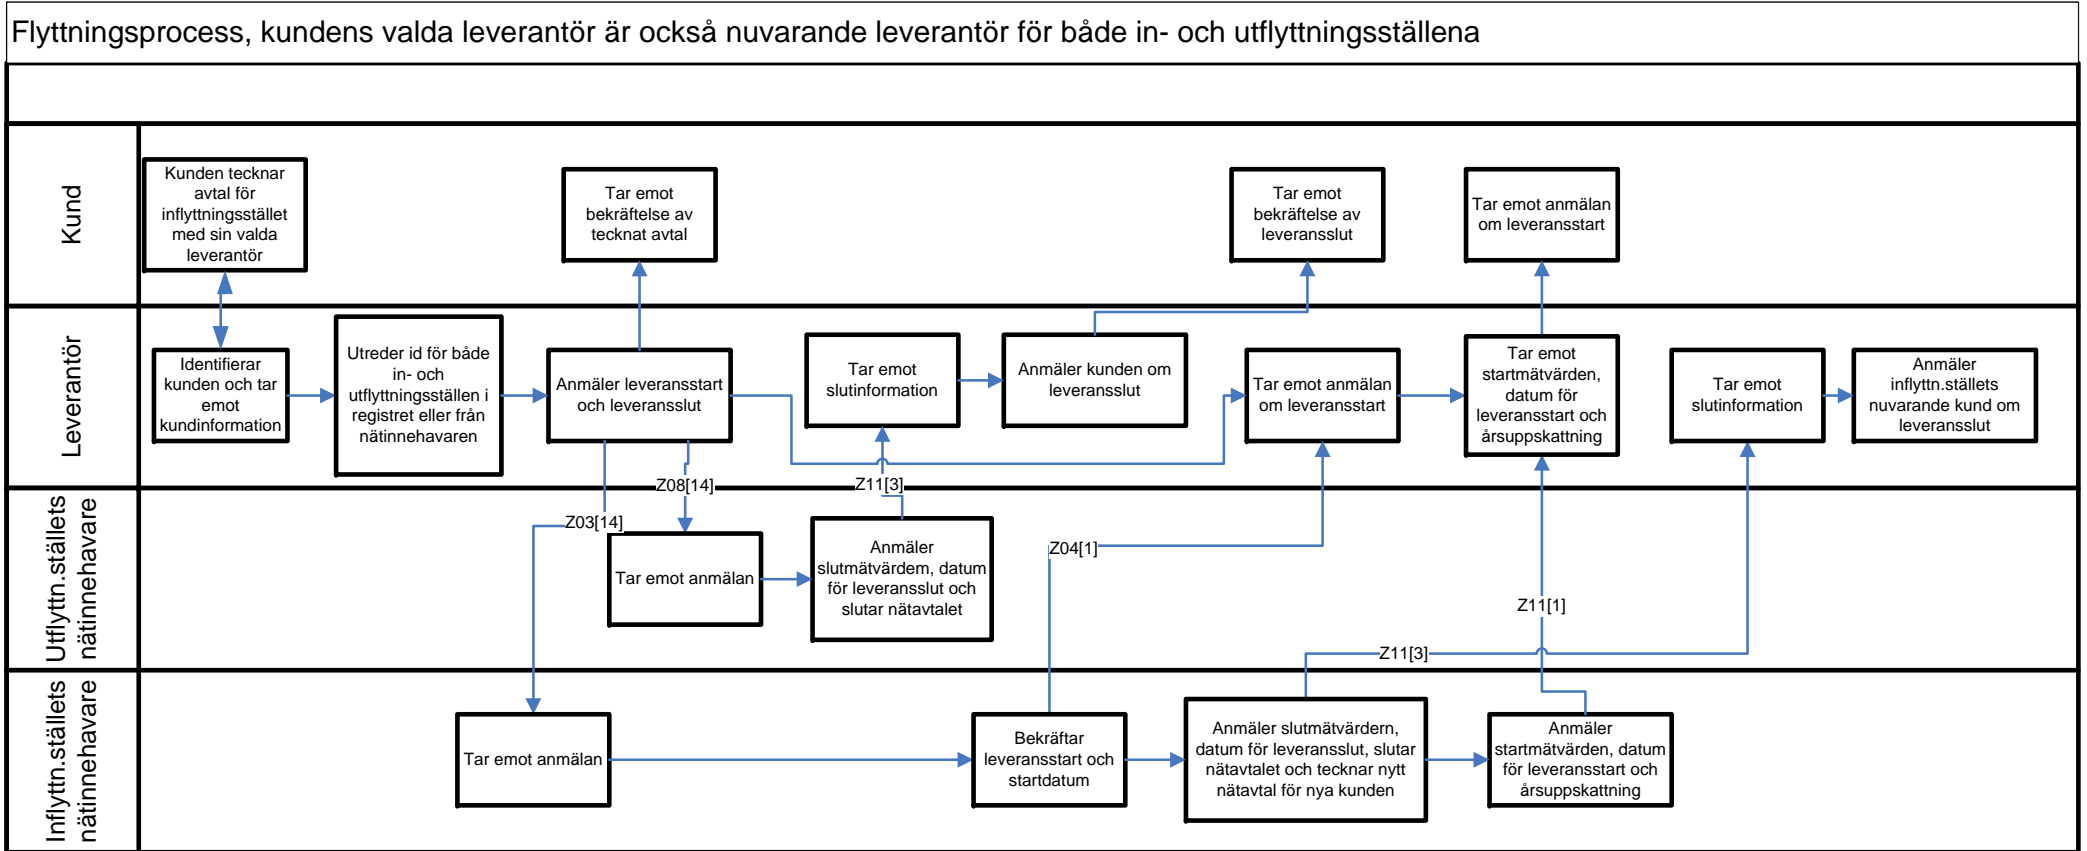 Flyttningsprocess, kundens valda leverantör är också nuvarande leverantör för både in- och utflyttningsställena
Kund
Kunden tecknar
avtal för
inflyttningsstället
med sin valda
leverantör
Tar emot
bekräftelse av
tecknat avtal
Tar emot
bekräftelse av
leveransslut
Tar emot anmälan
om leveransstart
Leverantör
Identifierar
kunden och tar
emot
kundinformation
Utreder id för både
in- och
utflyttningsställen i
registret eller från
nätinnehavaren
Anmäler leveransstart
och leveransslut
Tar emot
slutinformation
Anmäler kunden om
leveransslut
Tar emot anmälan
om leveransstart
Tar emot
startmätvärden,
datum för
leveransstart och
årsuppskattning
Tar emot
slutinformation
Anmäler
inflyttn.ställets
nuvarande kund om
leveransslut
Z08[14]
Z11[3]
Utflyttn.ställets
nätinnehavare
Z03[14]
Tar emot anmälan
Anmäler
slutmätvärdem, datum
för leveransslut och
slutar nätavtalet
Z04[1]
Z11[1]
Z11[3]
Inflyttn.ställets
nätinnehavare
Tar emot anmälan
Bekräftar
leveransstart och
startdatum
Anmäler slutmätvärdern,
datum för leveransslut, slutar
nätavtalet och tecknar nytt
nätavtal för nya kunden
Anmäler
startmätvärden, datum
för leveransstart och
årsuppskattning